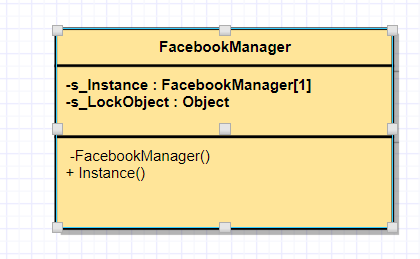 FacebookManager
-s_Instance : FacebookManager[1]
-s_LockObject : Object
-FacebookManager()
+ Instance()